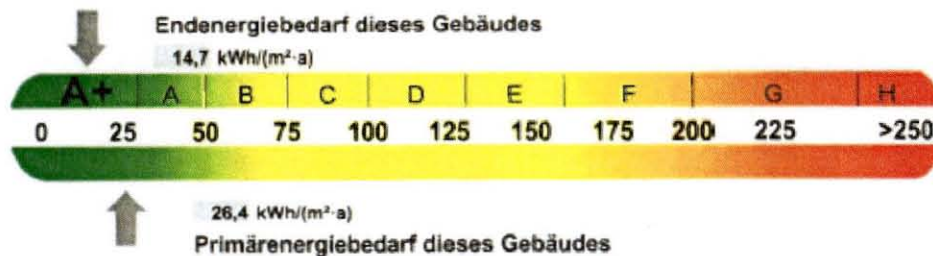 Endenergiebedarf dieses Gebäudes
14,7 kWh/(m²·a)
A+ A B C D E F G H
0 25 50 75 100 125 150 175 200 225 >250
26,4 kWh/(m²·a)
Primärenergiebedarf dieses Gebäudes